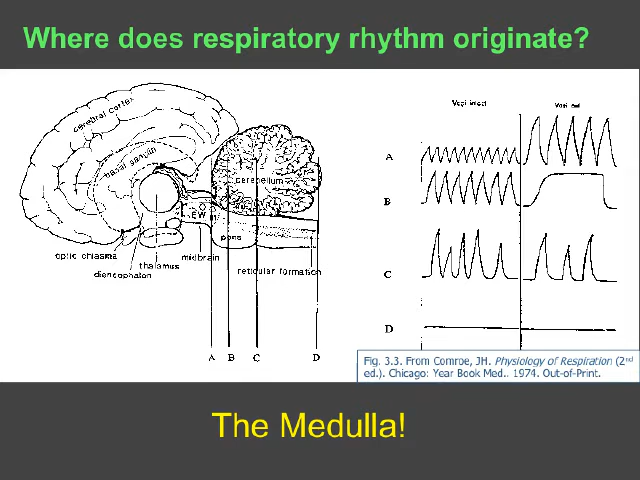 Where does respiratory rhythm originate?
Vagi intact
Vagi cut
cerebral cortex
basal ganglia
cerebellum
EW
pons
optic chiasma
thalamus
midbrain
diencephalon
reticular formation
A B C D
A
B
C
D
Fig. 3.3. From Comroe, JH. Physiology of Respiration (2nd
ed.). Chicago: Year Book Med.. 1974. Out-of-Print.
The Medulla!